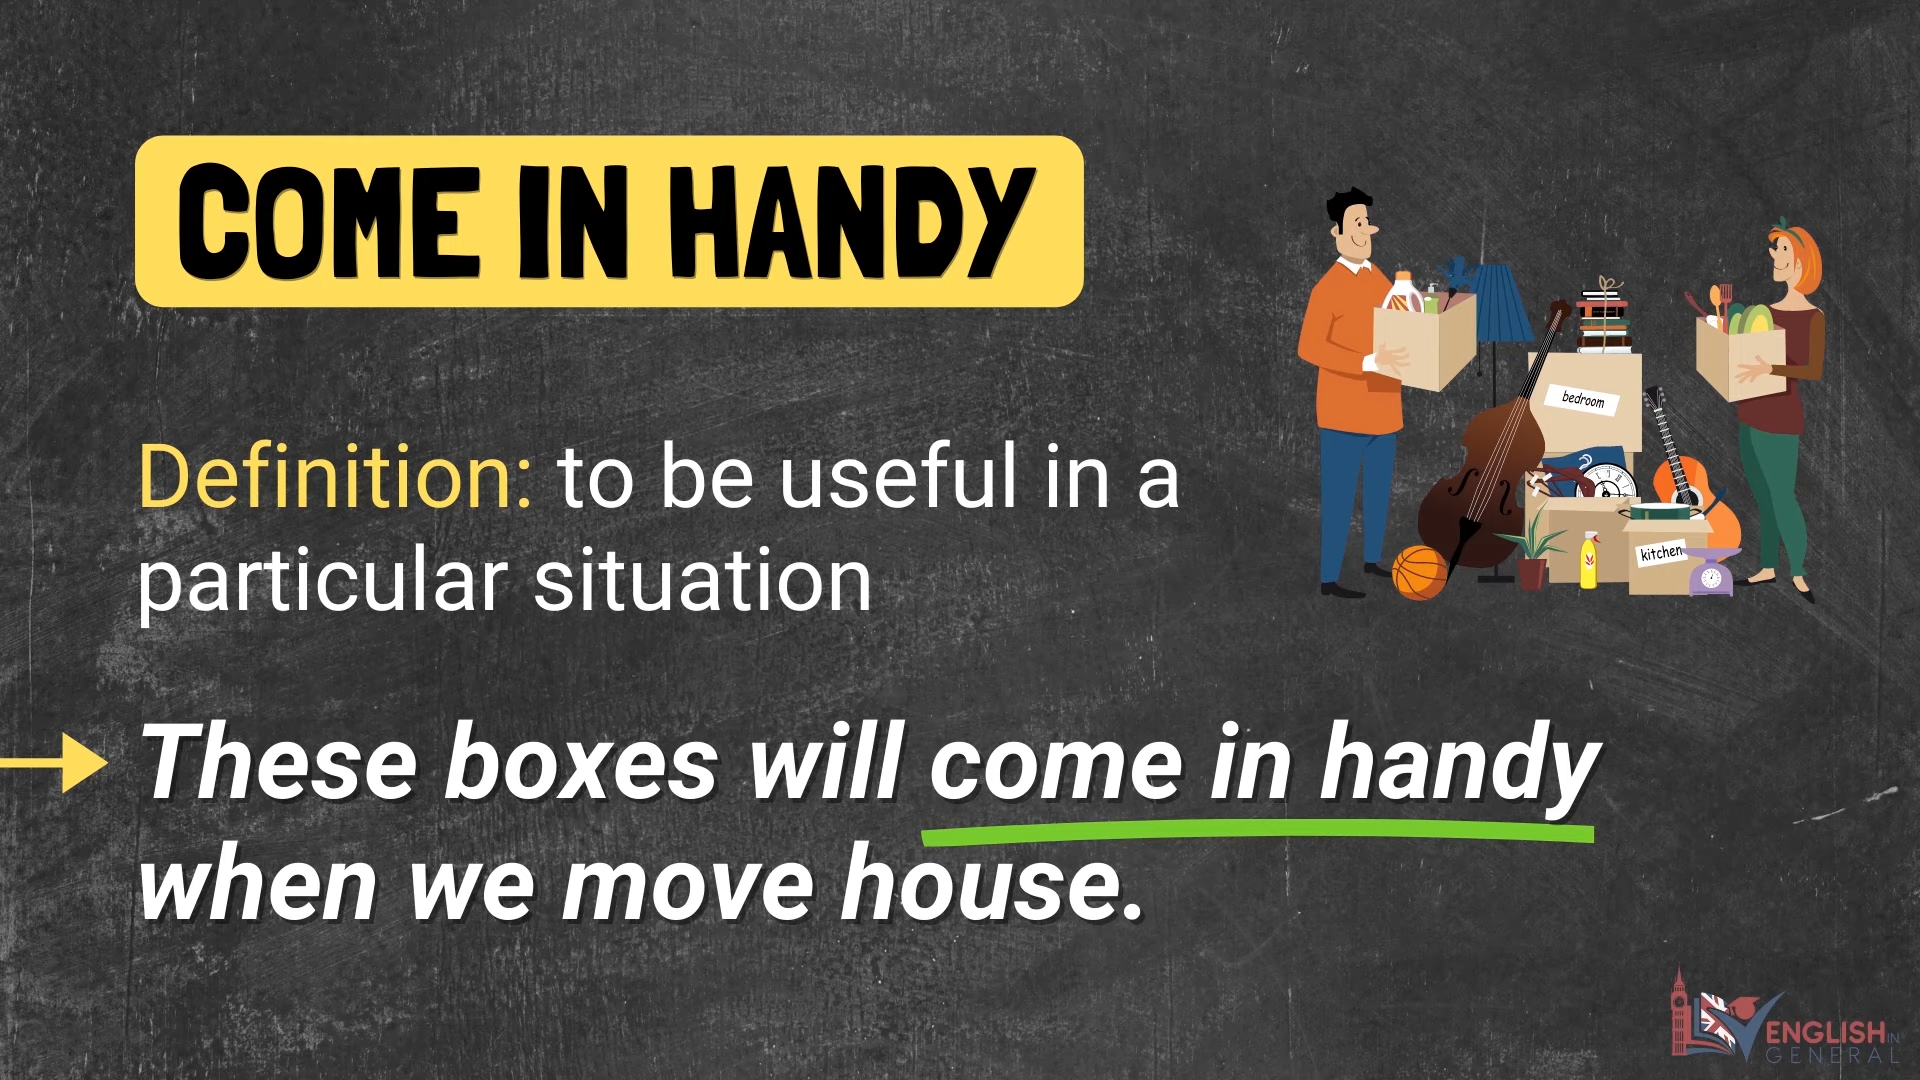 COME IN HANDY
bedroom
Definition: to be useful in a
particular situation
kitchen
These boxes will come in handy
when we move house.
ENGLISH IN
GENERAL